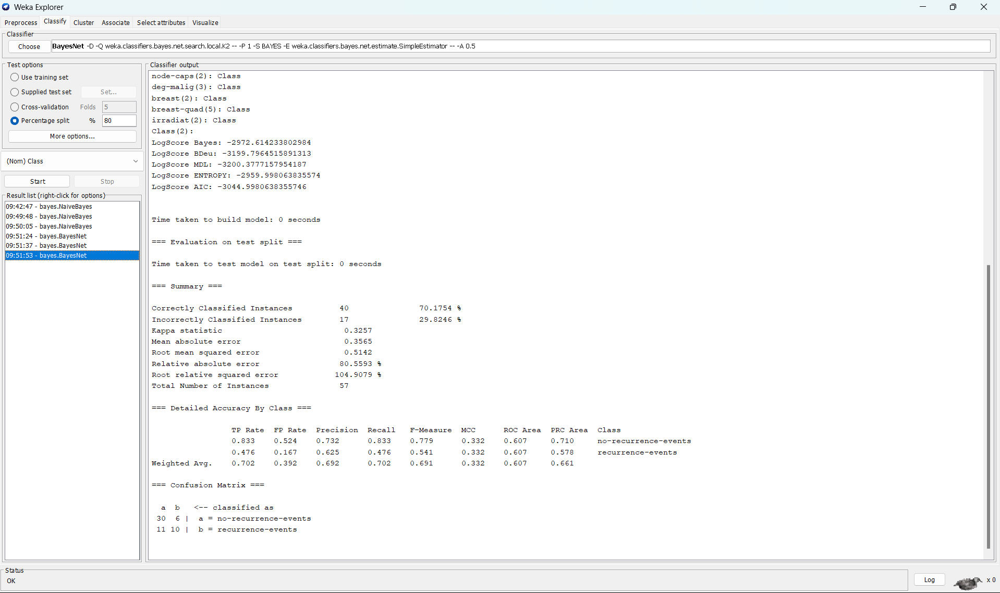 Weka Explorer
Preprocess Classify Cluster Associate Select attributes Visualize
Classifier
Choose BayesNet -D -Q weka.classifiers.bayes.net.search.local.K2 -- -P 1 -S BAYES -E weka.classifiers.bayes.net.estimate.SimpleEstimator -- -A 0.5
Test options
Use training set
Supplied test set Set...
Cross-validation Folds 5
Percentage split % 80
More options...
(Nom) Class
Start Stop
Result list (right-click for options)
09:42:47 - bayes.NaiveBayes
09:49:48 - bayes.NaiveBayes
09:50:05 - bayes.NaiveBayes
09:51:24 - bayes.BayesNet
09:51:37 - bayes.BayesNet
09:51:53 - bayes.BayesNet
Classifier output
node-caps(2): Class
deg-malig(3): Class
breast(2): Class
breast-quad(5): Class
irradiat(2): Class
Class(2):
LogScore Bayes: -2972.614233802984
LogScore BDeu: -3199.7964515891313
LogScore MDL: -3200.3777157954187
LogScore ENTROPY: -2959.998063835574
LogScore AIC: -3044.9980638355746
Time taken to build model: 0 seconds
=== Evaluation on test split ===
Time taken to test model on test split: 0 seconds
=== Summary ===
Correctly Classified Instances 40 70.1754 %
Incorrectly Classified Instances 17 29.8246 %
Kappa statistic 0.3257
Mean absolute error 0.3565
Root mean squared error 0.5142
Relative absolute error 80.5593 %
Root relative squared error 104.9079 %
Total Number of Instances 57
=== Detailed Accuracy By Class ===
TP Rate FP Rate Precision Recall F-Measure MCC ROC Area PRC Area Class
0.833 0.524 0.732 0.833 0.779 0.332 0.607 0.710 no-recurrence-events
0.476 0.167 0.625 0.476 0.541 0.332 0.607 0.578 recurrence-events
Weighted Avg. 0.702 0.392 0.692 0.702 0.691 0.332 0.607 0.661
=== Confusion Matrix ===
a b <-- classified as
30 6 | a = no-recurrence-events
11 10 | b = recurrence-events
Status
OK
Log x 0